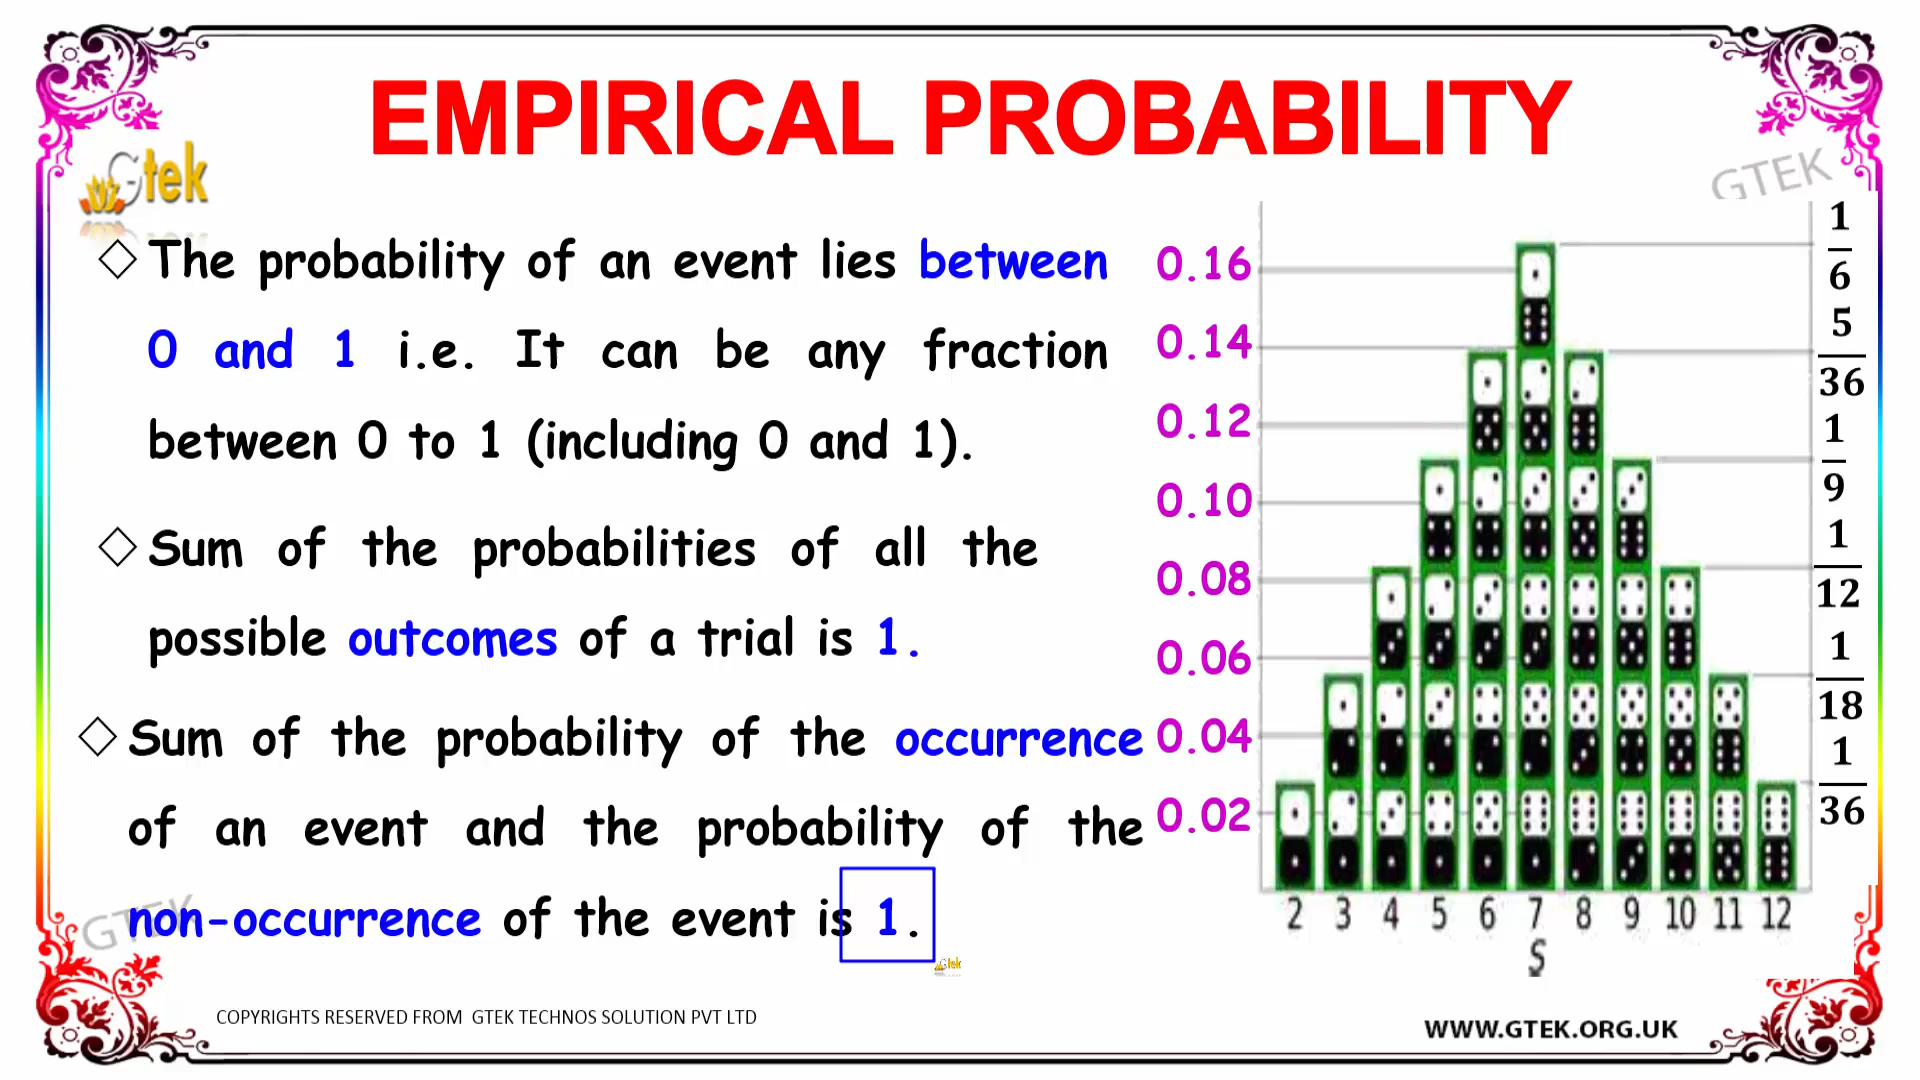 EMPIRICAL PROBABILITY
Gtek
GTEK
◇ The probability of an event lies between
0 and 1 i.e. It can be any fraction
between 0 to 1 (including 0 and 1).
◇ Sum of the probabilities of all the
possible outcomes of a trial is 1.
◇ Sum of the probability of the occurrence
of an event and the probability of the
non-occurrence of the event is 1.
GTEK
Gtek
0.16
0.14
0.12
0.10
0.08
0.06
0.04
0.02
1
6
5
36
1
9
1
12
1
18
1
36
2 3 4 5 6 7 8 9 10 11 12
S
COPYRIGHTS RESERVED FROM GTEK TECHNOS SOLUTION PVT LTD
WWW.GTEK.ORG.UK